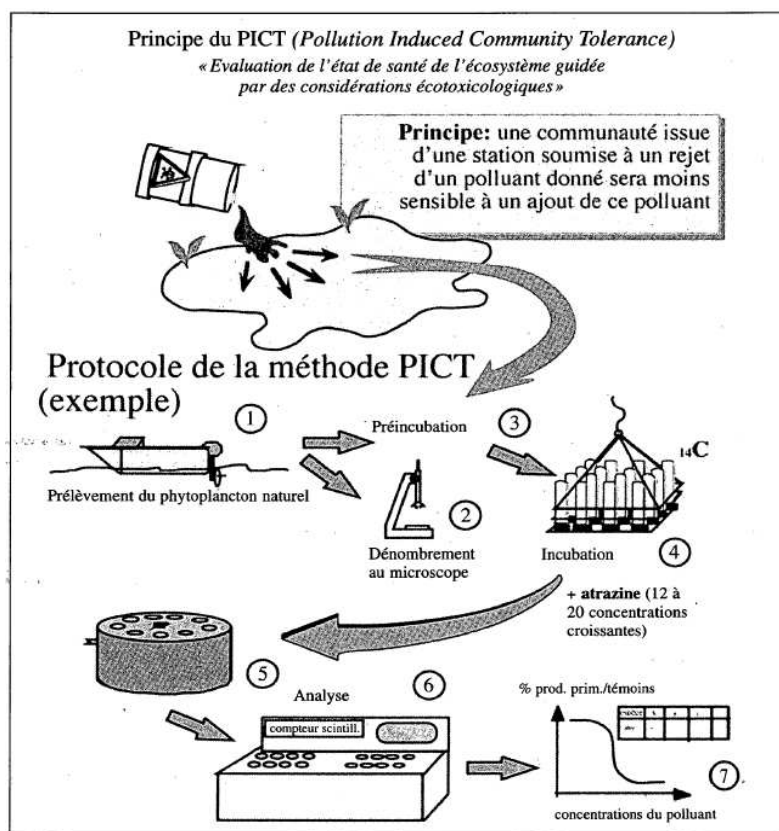 Principe du PICT (Pollution Induced Community Tolerance)
« Evaluation de l'état de santé de l'écosystème guidée
par des considérations écotoxicologiques »
Principe: une communauté issue
d'une station soumise à un rejet
d'un polluant donné sera moins
sensible à un ajout de ce polluant
Protocole de la méthode PICT
(exemple)
1
Prélèvement du phytoplancton naturel
Préincubation
3
2
Dénombrement
au microscope
14C
Incubation
4
+ atrazine (12 à
20 concentrations
croissantes)
5
Analyse
6
compteur scintill.
% prod. prim./témoins
7
concentrations du polluant